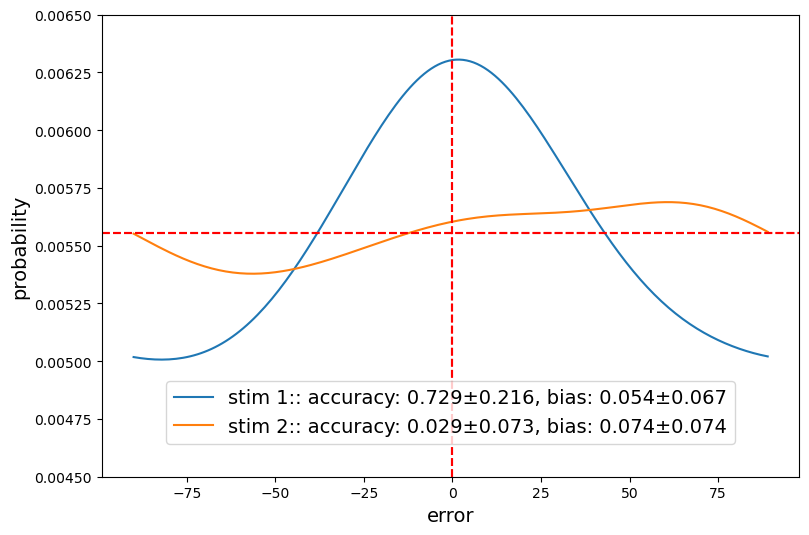 0.00650
0.00625
0.00600
0.00575
0.00550
0.00525
0.00500
0.00475
0.00450
probability
stim 1:: accuracy: 0.729±0.216, bias: 0.054±0.067
stim 2:: accuracy: 0.029±0.073, bias: 0.074±0.074
−75 −50 −25 0 25 50 75
error